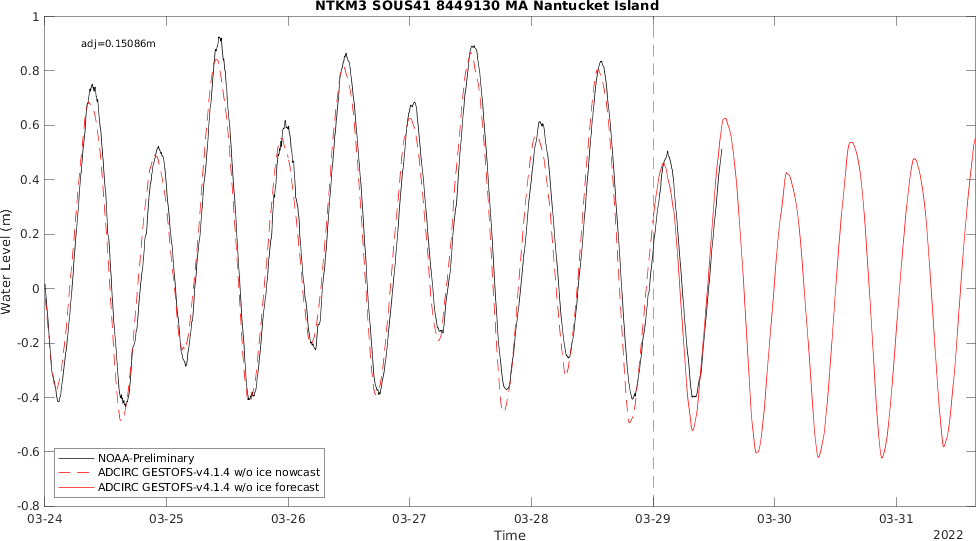 NTKM3 SOUS41 8449130 MA Nantucket Island
adj=0.15086m
1
0.8
0.6
0.4
0.2
0
-0.2
-0.4
-0.6
-0.8
Water Level (m)
NOAA-Preliminary
ADCIRC GESTOFS-v4.1.4 w/o ice nowcast
ADCIRC GESTOFS-v4.1.4 w/o ice forecast
03-24 03-25 03-26 03-27 03-28 03-29 03-30 03-31
Time
2022